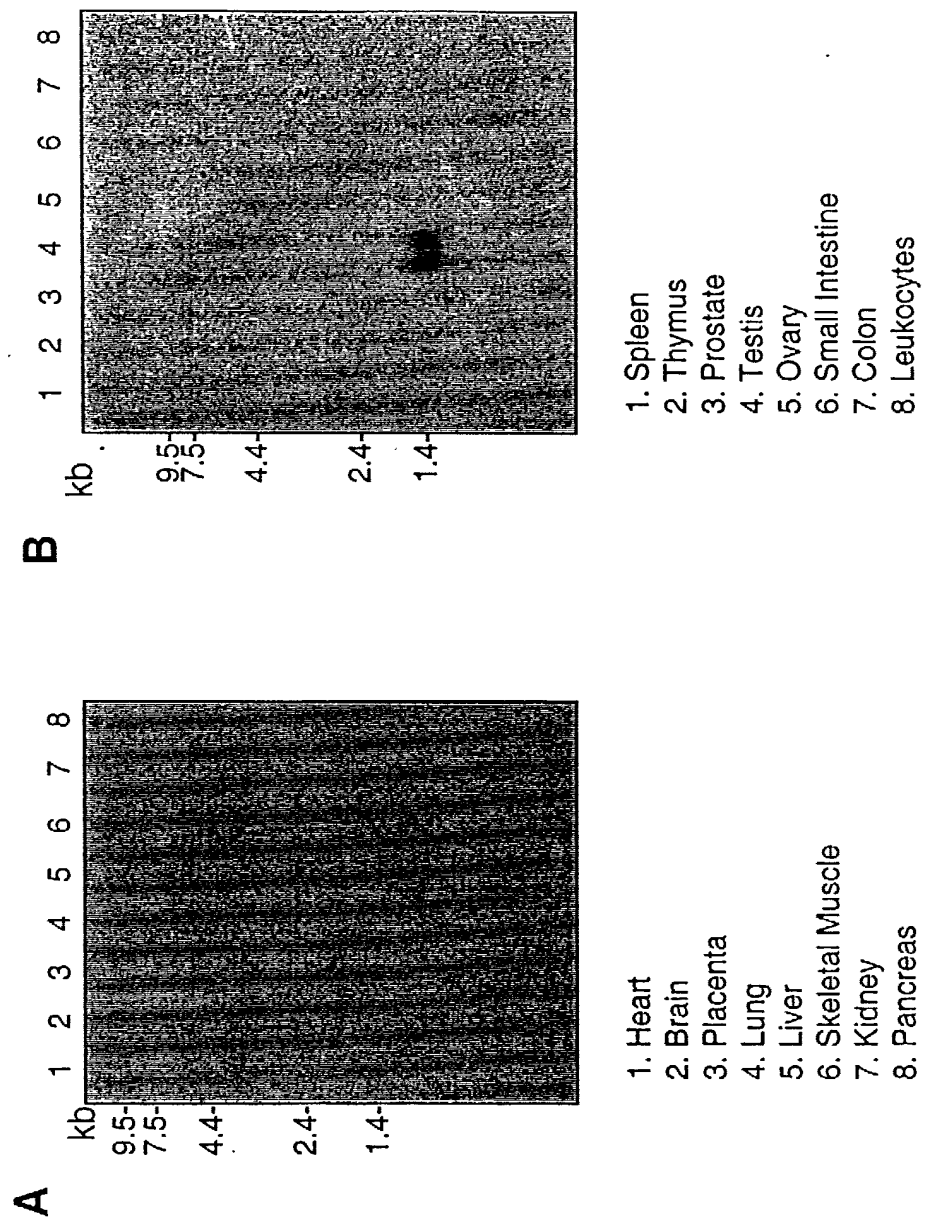 A
kb
9.5-
7.5-
4.4-
2.4-
1.4-
1 2 3 4 5 6 7 8
1. Heart
2. Brain
3. Placenta
4. Lung
5. Liver
6. Skeletal Muscle
7. Kidney
8. Pancreas
B
kb
9.5-
7.5-
4.4-
2.4-
1.4-
1 2 3 4 5 6 7 8
1. Spleen
2. Thymus
3. Prostate
4. Testis
5. Ovary
6. Small Intestine
7. Colon
8. Leukocytes